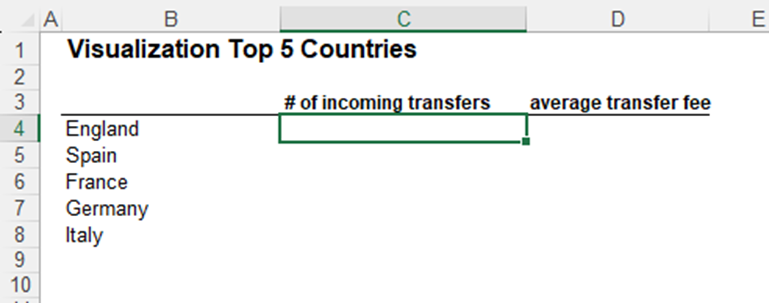 A B C D E
1 Visualization Top 5 Countries
2
3 # of incoming transfers average transfer fee
4 England
5 Spain
6 France
7 Germany
8 Italy
9
10